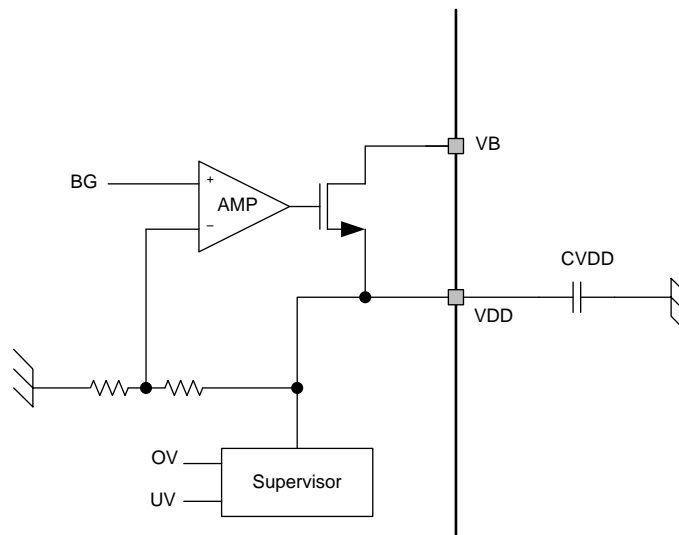 VB
BG
+
AMP
–
CVDD
VDD
OV
Supervisor
UV